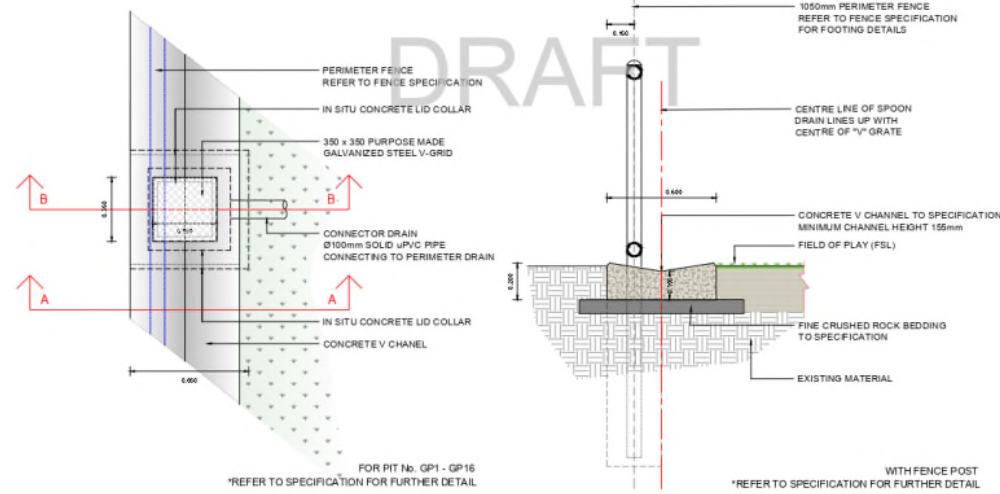 DRAFT
PERIMETER FENCE
REFER TO FENCE SPECIFICATION
IN SITU CONCRETE LID COLLAR
350 x 350 PURPOSE MADE
GALVANIZED STEEL V-GRID
B
B
CONNECTOR DRAIN
Ø100mm SOLID uPVC PIPE
CONNECTING TO PERIMETER DRAIN
A
A
IN SITU CONCRETE LID COLLAR
CONCRETE V CHANEL
FOR PIT No. GP1 - GP16
*REFER TO SPECIFICATION FOR FURTHER DETAIL
1050mm PERIMETER FENCE
REFER TO FENCE SPECIFICATION
FOR FOOTING DETAILS
CENTRE LINE OF SPOON
DRAIN LINES UP WITH
CENTRE OF "V" GRATE
0.600
CONCRETE V CHANNEL TO SPECIFICATION
MINIMUM CHANNEL HEIGHT 155mm
FIELD OF PLAY (FSL)
0.200
FINE CRUSHED ROCK BEDDING
TO SPECIFICATION
EXISTING MATERIAL
WITH FENCE POST
*REFER TO SPECIFICATION FOR FURTHER DETAIL